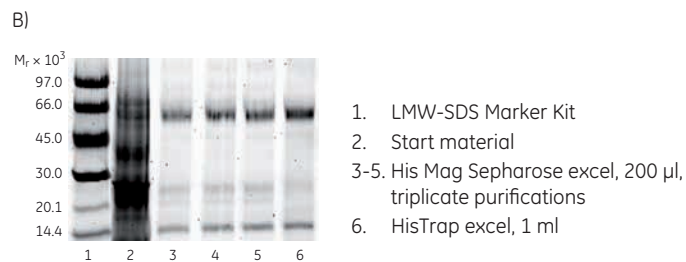 B)
Mr × 10³
97.0
66.0
45.0
30.0
20.1
14.4
1 2 3 4 5 6
1. LMW-SDS Marker Kit
2. Start material
3-5. His Mag Sepharose excel, 200 µl,
triplicate purifications
6. HisTrap excel, 1 ml